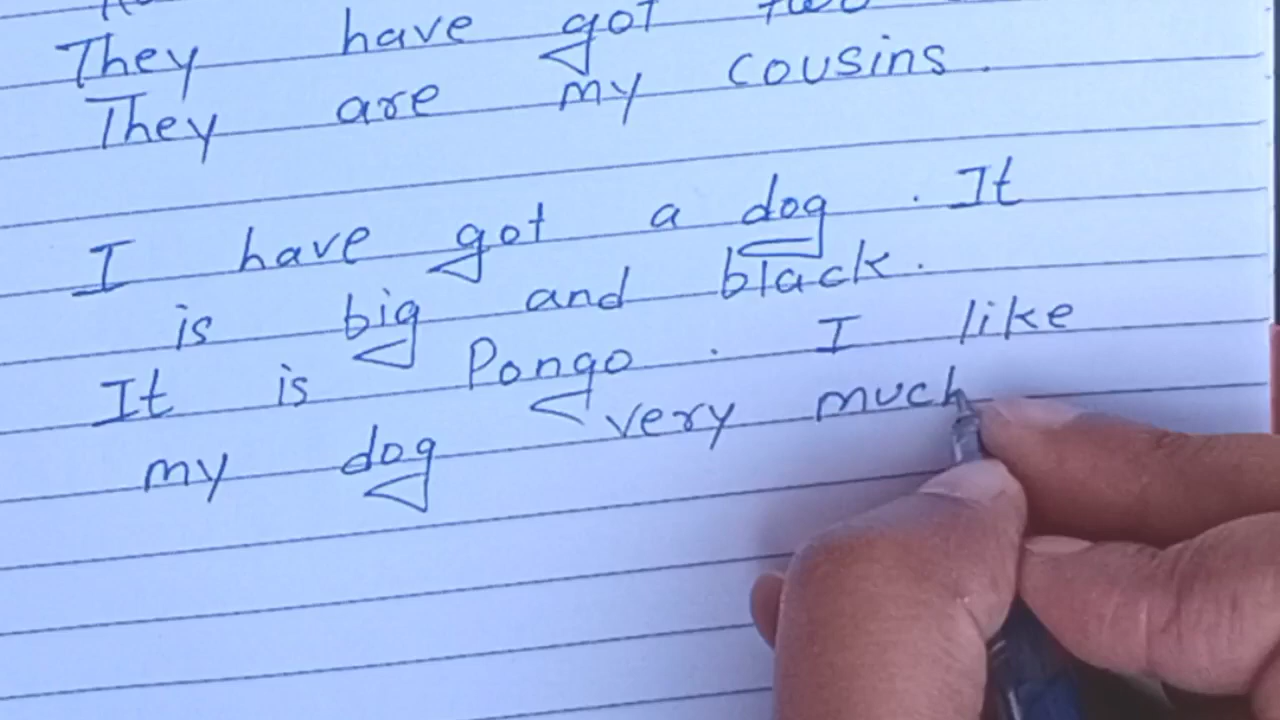 They have got two
They are my cousins.
I have got a dog. It
is big and black.
It is Pongo. I like
my dog very much